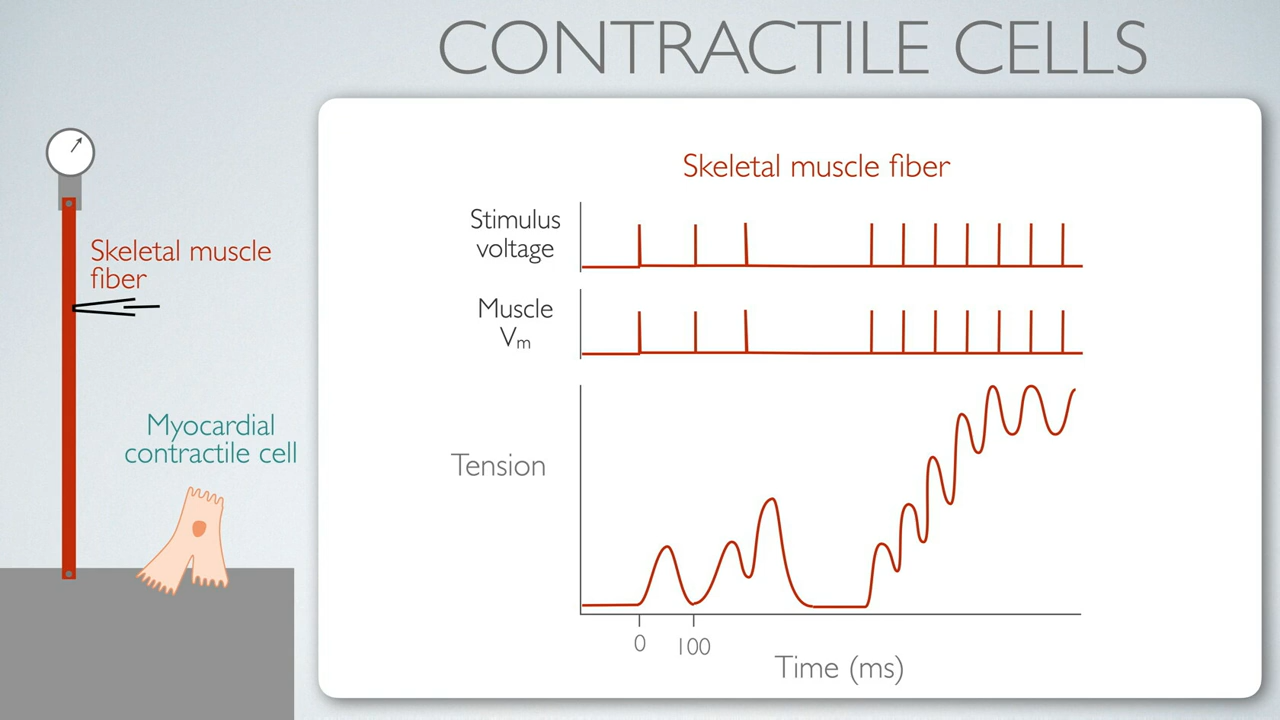 CONTRACTILE CELLS
Skeletal muscle
fiber
Myocardial
contractile cell
Skeletal muscle fiber
Stimulus
voltage
Muscle
Vm
Tension
0
100
Time (ms)